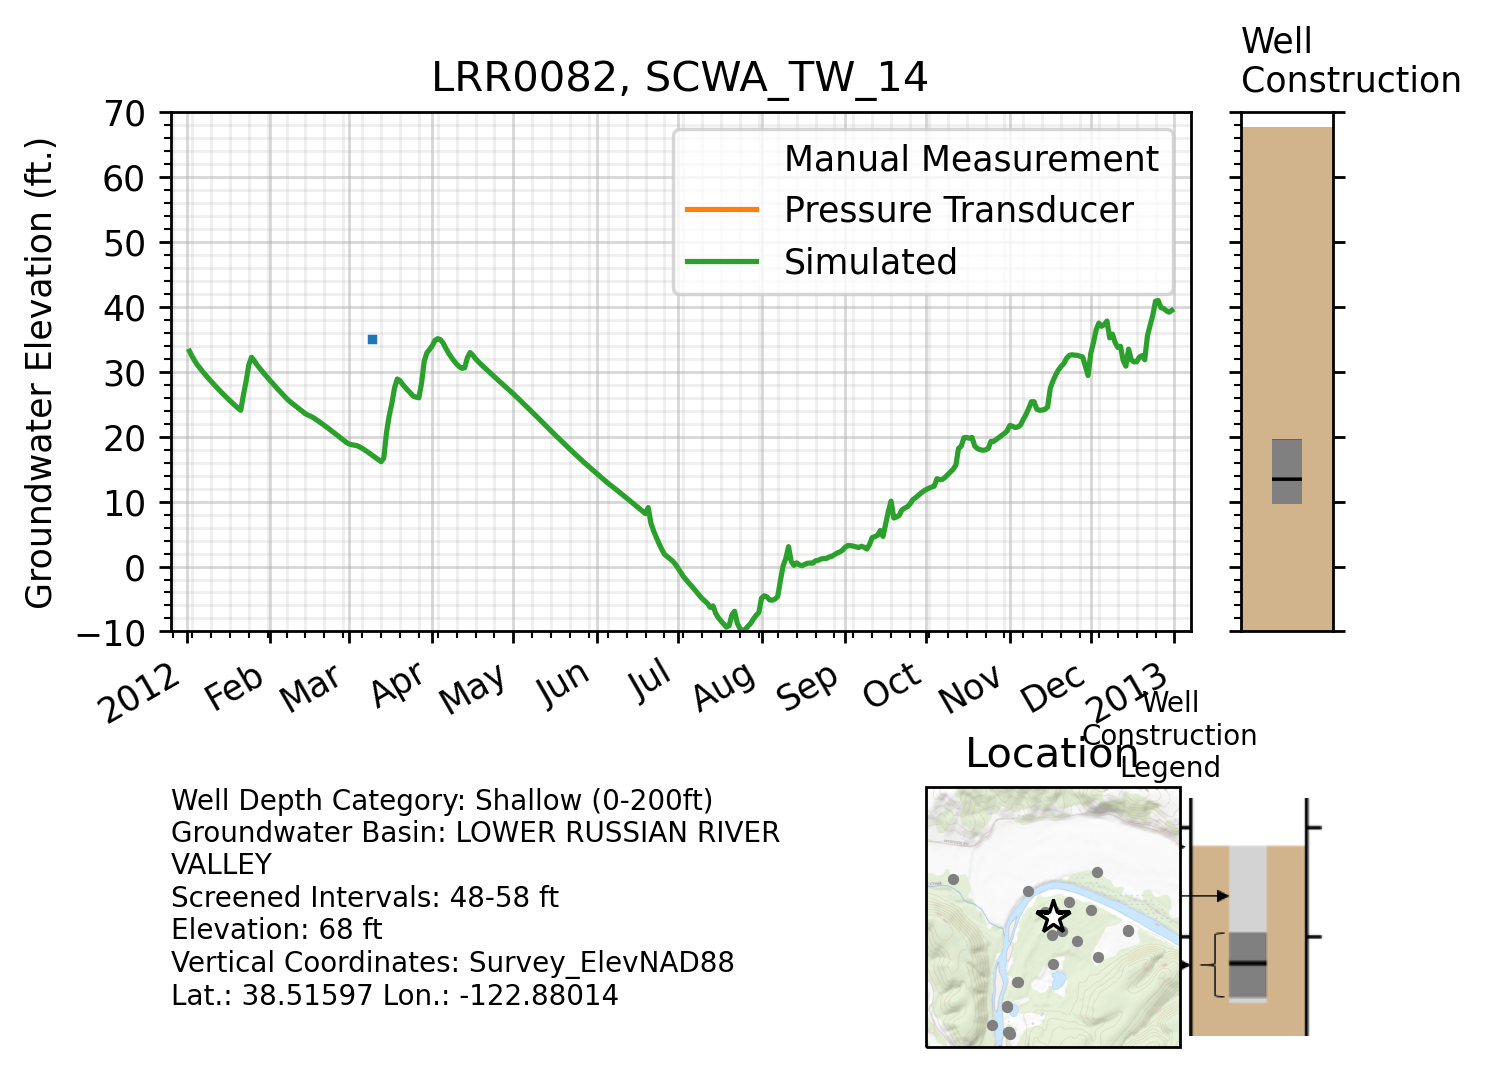 Well
Construction
LRR0082, SCWA_TW_14
Groundwater Elevation (ft.)
70
60
50
40
30
20
10
0
−10
Manual Measurement
Pressure Transducer
Simulated
2012
Feb
Mar
Apr
May
Jun
Jul
Aug
Sep
Oct
Nov
Dec
2013
Well
Construction
Legend
Location
Well Depth Category: Shallow (0-200ft)
Groundwater Basin: LOWER RUSSIAN RIVER
VALLEY
Screened Intervals: 48-58 ft
Elevation: 68 ft
Vertical Coordinates: Survey_ElevNAD88
Lat.: 38.51597 Lon.: -122.88014